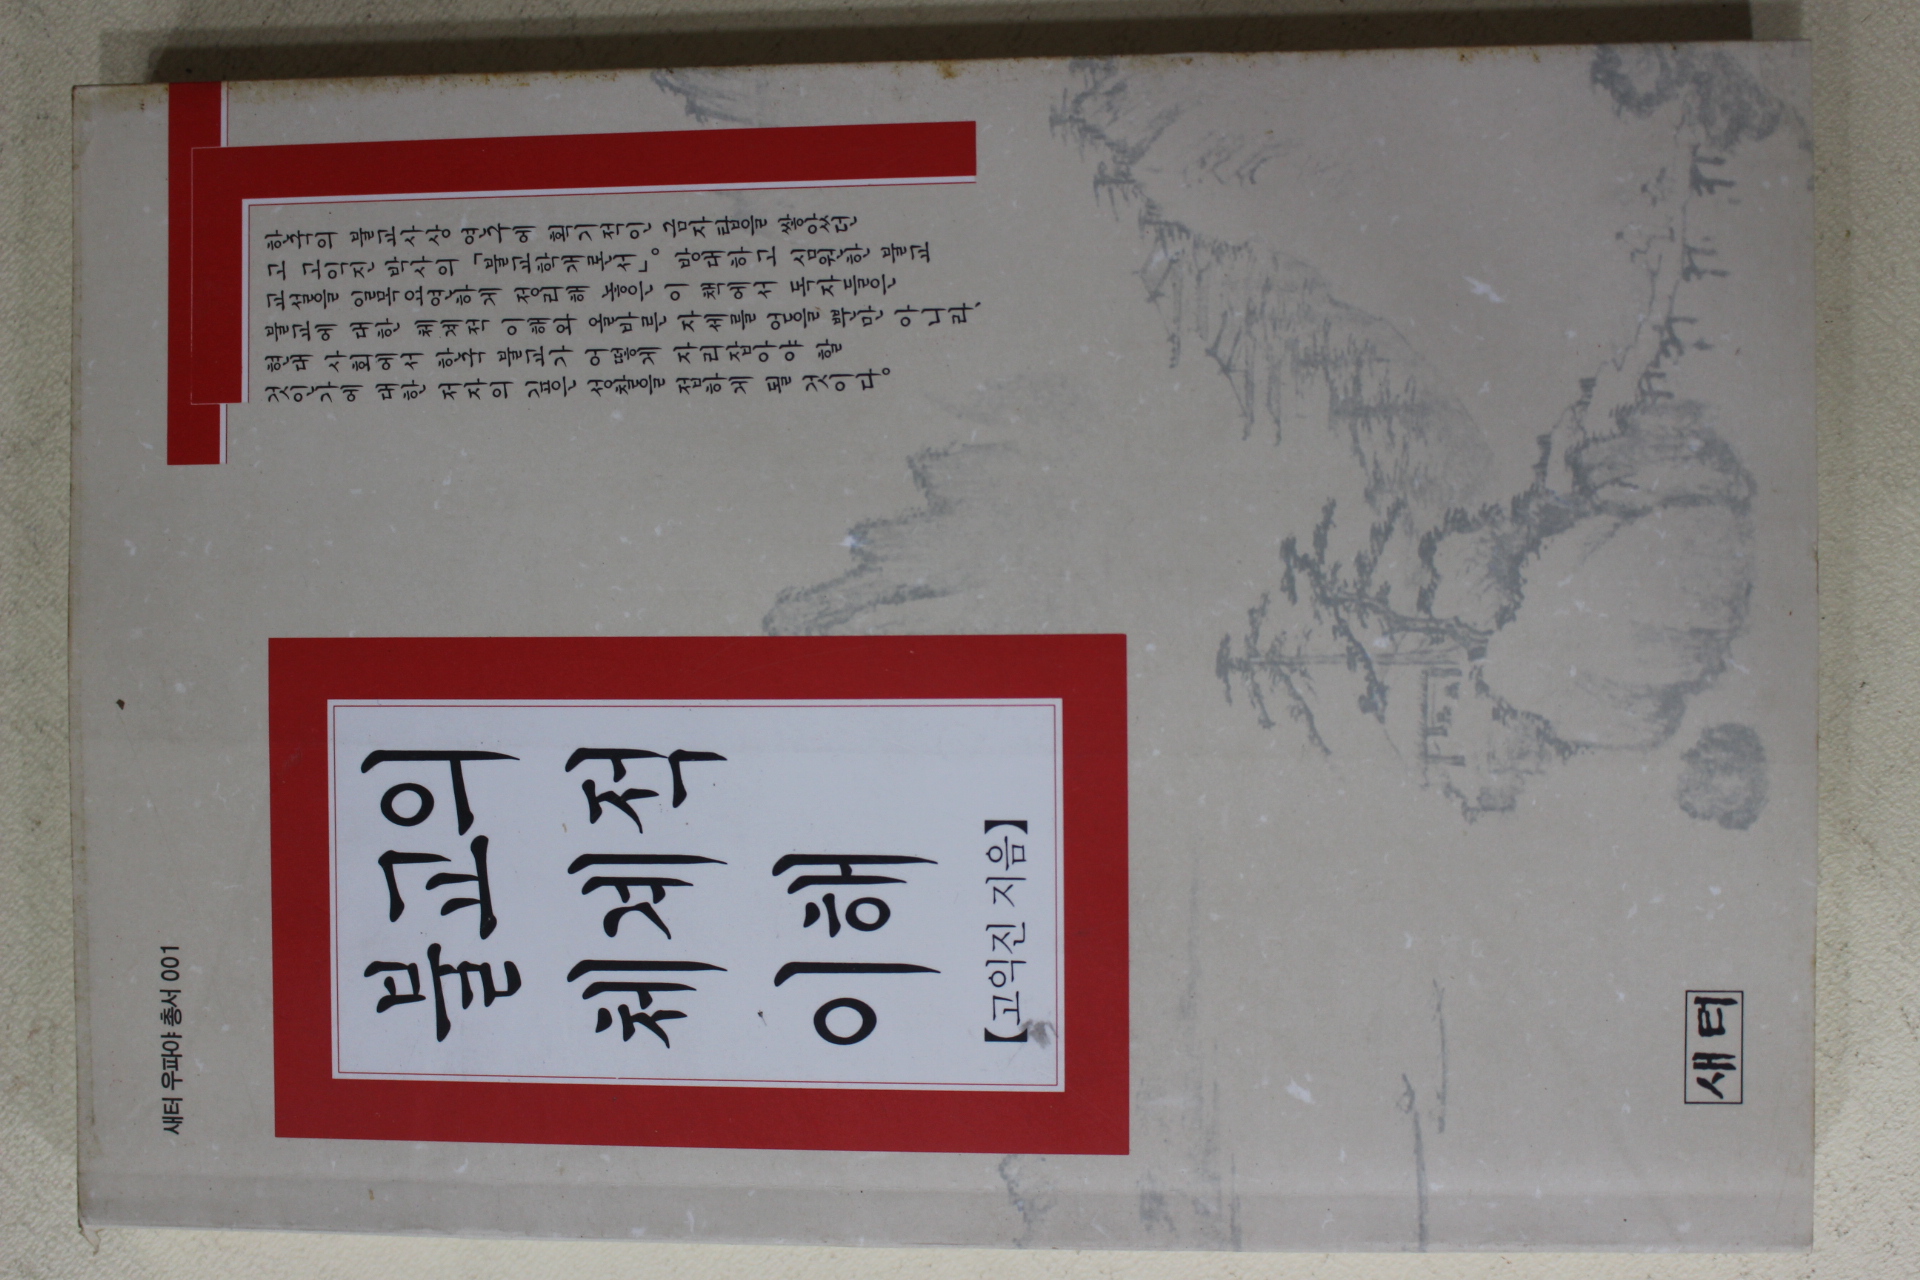 새터 우파야 총서 001
한국의 불교사상 연구에 획기적인 금자탑을 쌓았던
고 고익진 박사의 「불교학개론서」. 방대하고 심원한 불교
교설을 일목요연하게 정리해 놓은 이 책에서 독자들은
불교에 대한 체계적 이해와 올바른 자세를 얻을 뿐만 아니라,
현대 사회에서 한국 불교가 어떻게 자리잡아야 할
것인가에 대한 저자의 깊은 성찰을 접하게 될 것이다.
불교의
체계적
이해
【고익진 지음】
새터